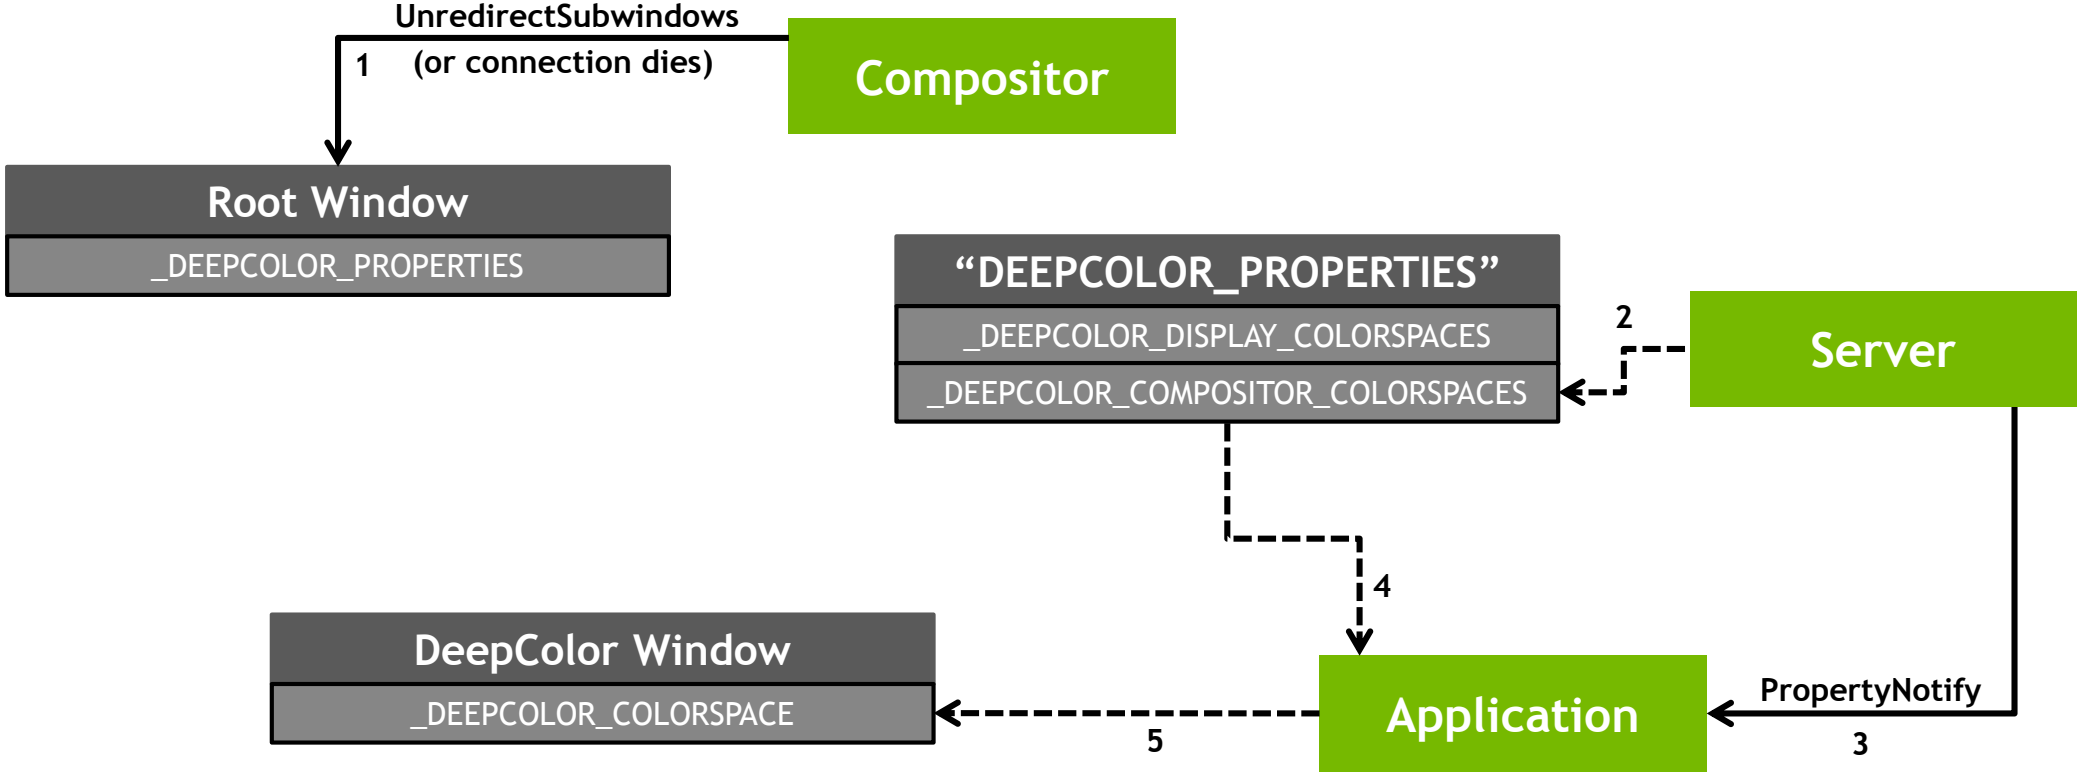 UnredirectSubwindows
1
(or connection dies)
Compositor
Root Window
_DEEPCOLOR_PROPERTIES
“DEEPCOLOR_PROPERTIES”
_DEEPCOLOR_DISPLAY_COLORSPACES
_DEEPCOLOR_COMPOSITOR_COLORSPACES
2
Server
4
DeepColor Window
_DEEPCOLOR_COLORSPACE
5
Application
PropertyNotify
3